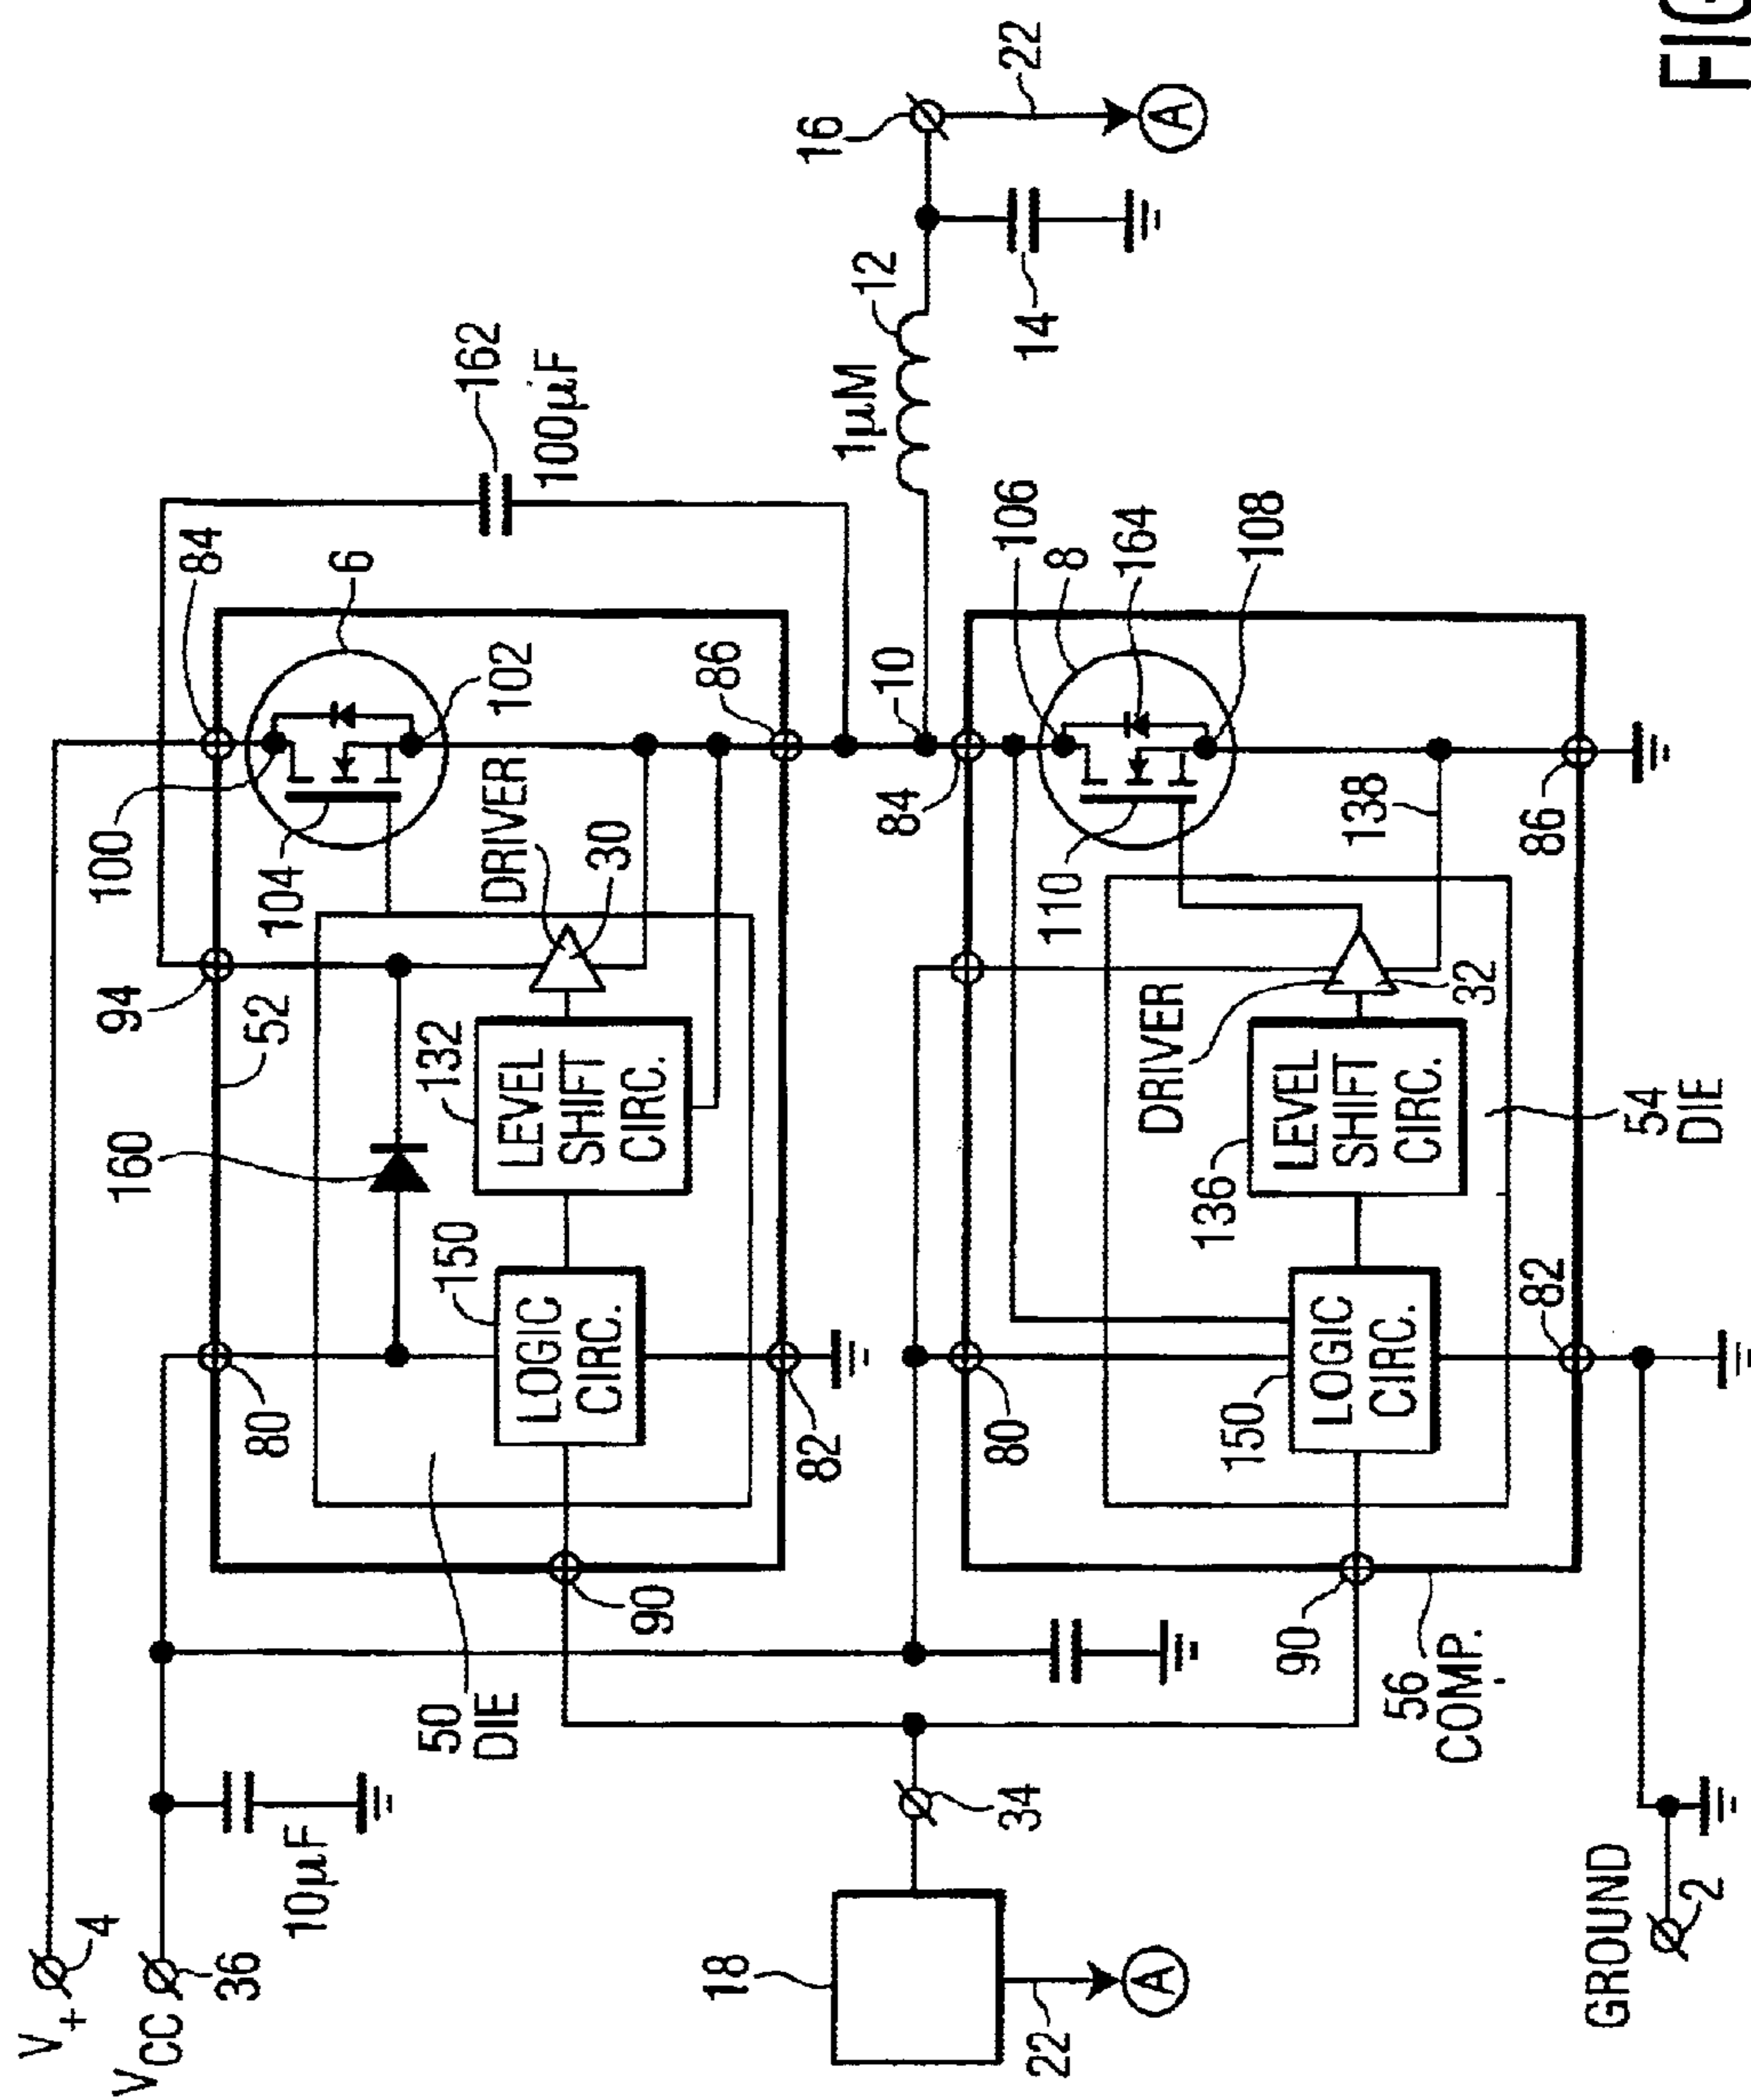 V+
4
VCC
36
10µF
80
160
94
100
84
50
DIE
150
52
104
6
LOGIC
CIRC.
132
LEVEL
SHIFT
CIRC.
DRIVER
30
102
162
100µF
90
82
86
18
22
A
34
80
84
10
1µM
12
16
22
A
14
90
56
COMP.
150
LOGIC
CIRC.
136
LEVEL
SHIFT
CIRC.
DRIVER
32
110
106
8
164
108
138
82
54
DIE
86
GROUND
2
FIG